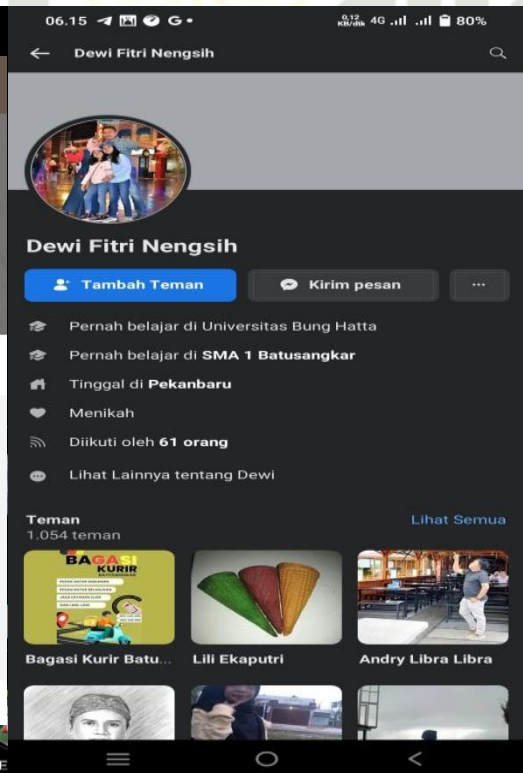 06.15 G •
0,12 KB/dtk 4G 80%
Dewi Fitri Nengsih
Dewi Fitri Nengsih
Tambah Teman
Kirim pesan
Pernah belajar di Universitas Bung Hatta
Pernah belajar di SMA 1 Batusangkar
Tinggal di Pekanbaru
Menikah
Diikuti oleh 61 orang
Lihat Lainnya tentang Dewi
Teman
Lihat Semua
1.054 teman
BAGASI
KURIR
Bagasi Kurir Batu...
Lili Ekaputri
Andry Libra Libra